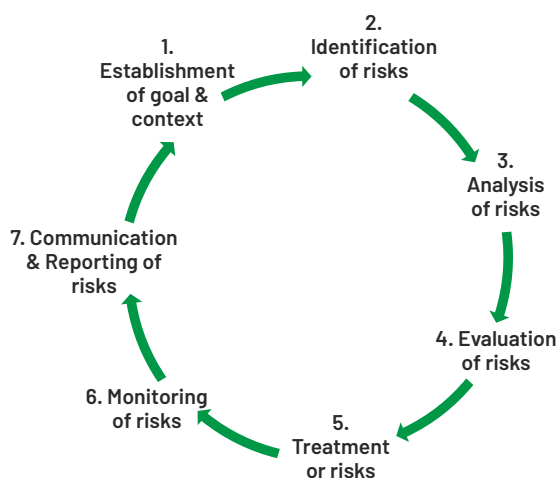 1.
Establishment
of goal &
context
2.
Identification
of risks
3.
Analysis
of risks
4. Evaluation
of risks
5.
Treatment
or risks
6. Monitoring
of risks
7. Communication
& Reporting of
risks